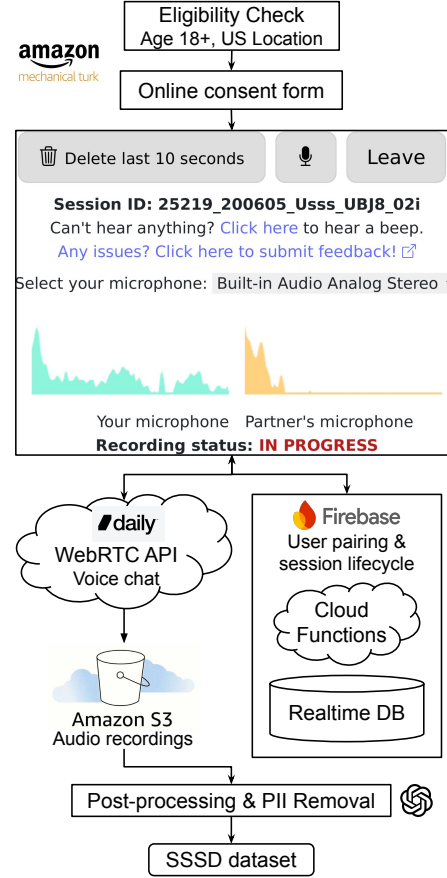 Eligibility Check
Age 18+, US Location
amazon
mechanical turk
Online consent form
Delete last 10 seconds
Leave
Session ID: 25219_200605_Usss_UBJ8_02i
Can't hear anything? Click here to hear a beep.
Any issues? Click here to submit feedback!
Select your microphone: Built-in Audio Analog Stereo
Your microphone
Partner's microphone
Recording status: IN PROGRESS
daily
WebRTC API
Voice chat
Firebase
User pairing &
session lifecycle
Cloud
Functions
Realtime DB
Amazon S3
Audio recordings
Post-processing & PII Removal
SSSD dataset